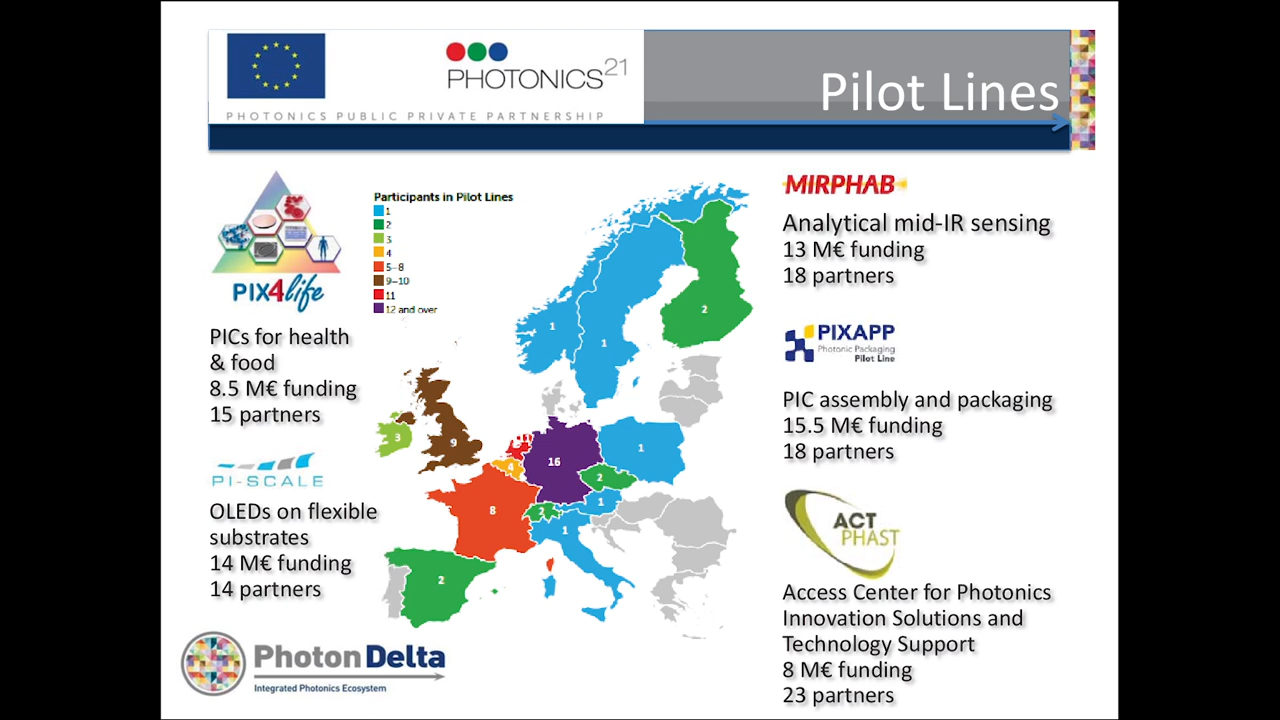 PHOTONICS21
PHOTONICS PUBLIC PRIVATE PARTNERSHIP
Pilot Lines
PIX4life
PICs for health
& food
8.5 M€ funding
15 partners
PI-SCALE
OLEDs on flexible
substrates
14 M€ funding
14 partners
PhotonDelta
Integrated Photonics Ecosystem
Participants in Pilot Lines
1
2
3
4
5–8
9–10
11
12 and over
2
1
1
3
9
11
16
1
4
2
1
8
2
1
2
MIRPHAB
Analytical mid-IR sensing
13 M€ funding
18 partners
PIXAPP
Photonic Packaging
Pilot Line
PIC assembly and packaging
15.5 M€ funding
18 partners
ACT
PHAST
Access Center for Photonics
Innovation Solutions and
Technology Support
8 M€ funding
23 partners